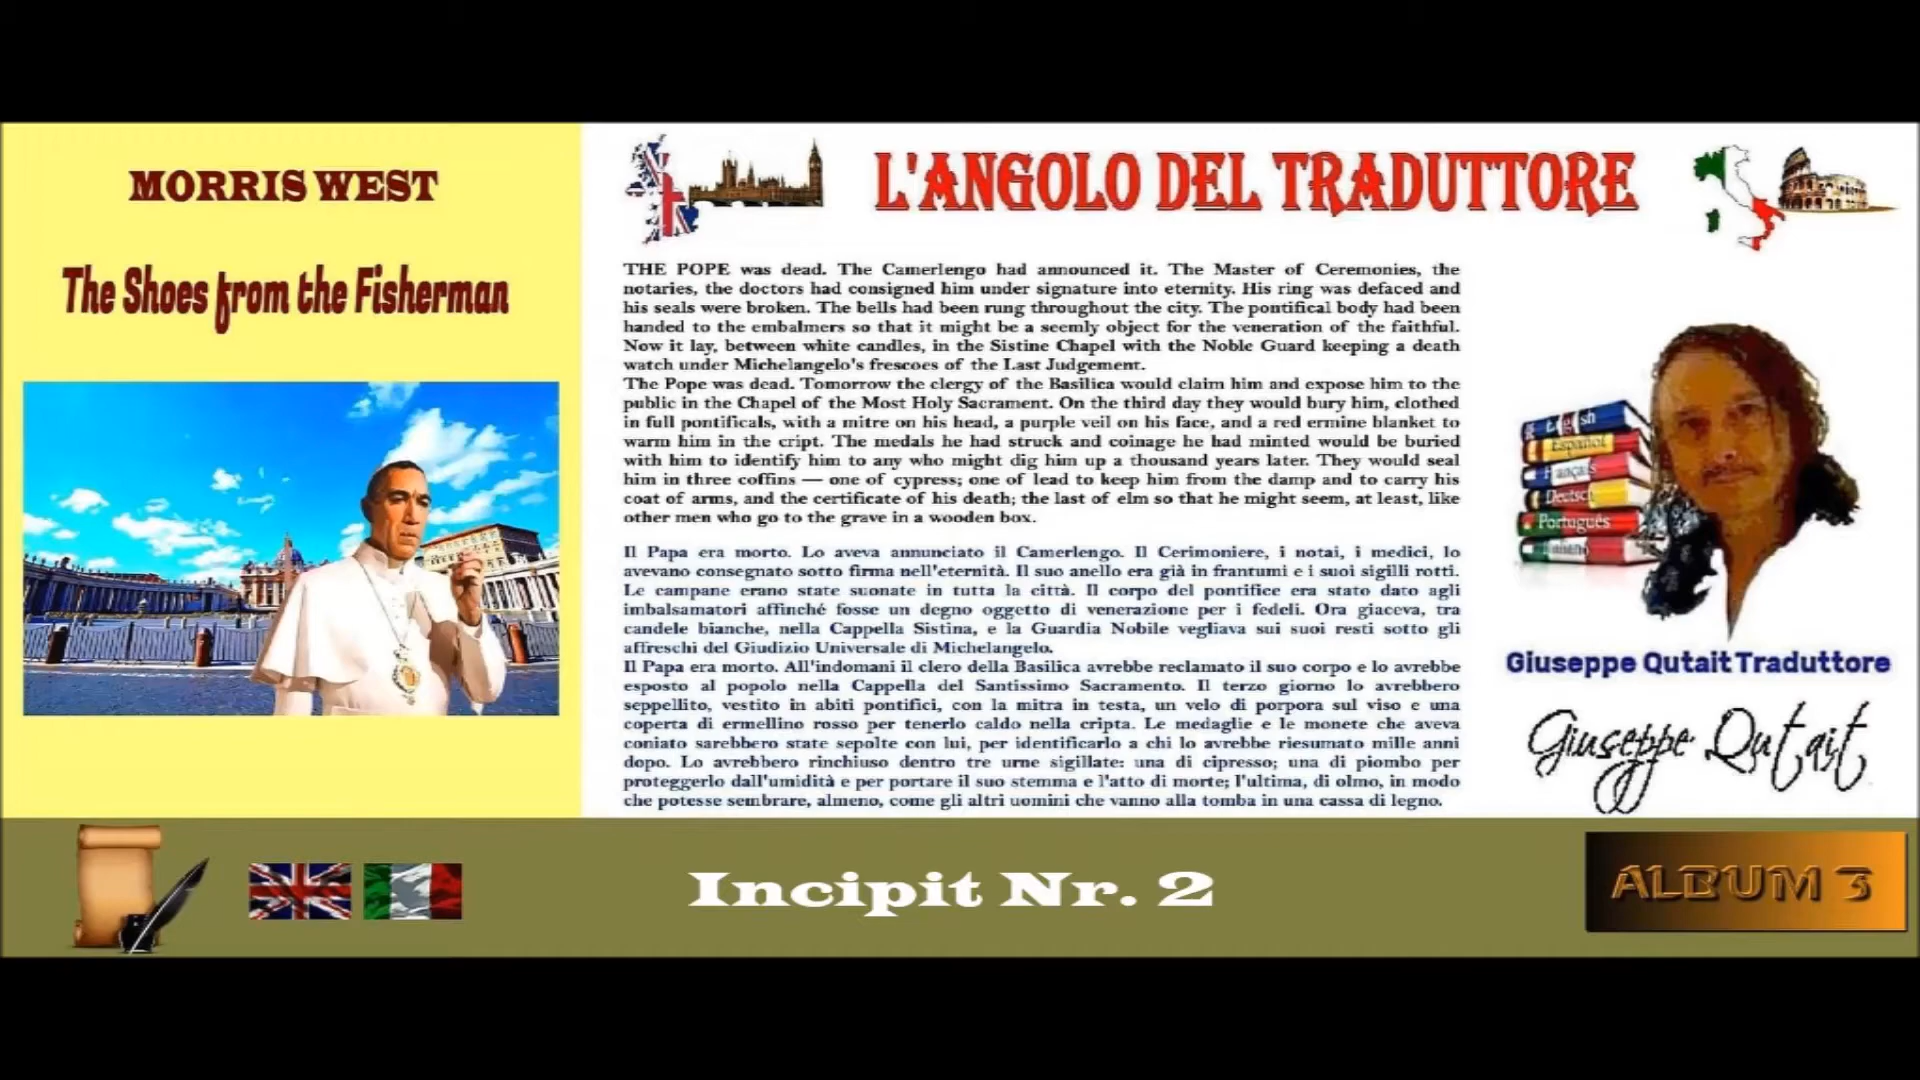 MORRIS WEST
The Shoes from the Fisherman
L'ANGOLO DEL TRADUTTORE
THE POPE was dead. The Camerlengo had announced it. The Master of Ceremonies, the
notaries, the doctors had consigned him under signature into eternity. His ring was defaced and
his seals were broken. The bells had been rung throughout the city. The pontifical body had been
handed to the embalmers so that it might be a seemly object for the veneration of the faithful.
Now it lay, between white candles, in the Sistine Chapel with the Noble Guard keeping a death
watch under Michelangelo's frescoes of the Last Judgement.
The Pope was dead. Tomorrow the clergy of the Basilica would claim him and expose him to the
public in the Chapel of the Most Holy Sacrament. On the third day they would bury him, clothed
in full pontificals, with a mitre on his head, a purple veil on his face, and a red ermine blanket to
warm him in the cript. The medals he had struck and coinage he had minted would be buried
with him to identify him to any who might dig him up a thousand years later. They would seal
him in three coffins — one of cypress; one of lead to keep him from the damp and to carry his
coat of arms, and the certificate of his death; the last of elm so that he might seem, at least, like
other men who go to the grave in a wooden box.
Il Papa era morto. Lo aveva annunciato il Camerlengo. Il Cerimoniere, i notai, i medici, lo
avevano consegnato sotto firma nell'eternità. Il suo anello era già in frantumi e i suoi sigilli rotti.
Le campane erano state suonate in tutta la città. Il corpo del pontifice era stato dato agli
imbalsamatori affinché fosse un degno oggetto di venerazione per i fedeli. Ora giaceva, tra
candele bianche, nella Cappella Sistina, e la Guardia Nobile vegliava sui suoi resti sotto gli
affreschi del Giudizio Universale di Michelangelo.
Il Papa era morto. All'indomani il clero della Basilica avrebbe reclamato il suo corpo e lo avrebbe
esposto al popolo nella Cappella del Santissimo Sacramento. Il terzo giorno lo avrebbero
seppellito, vestito in abiti pontifici, con la mitra in testa, un velo di porpora sul viso e una
coperta di ermellino rosso per tenerlo caldo nella cripta. Le medaglie e le monete che aveva
coniato sarebbero state sepolte con lui, per identificarlo a chi lo avrebbe riesumato mille anni
dopo. Lo avrebbero rinchiuso dentro tre urne sigillate: una di cipresso; una di piombo per
proteggerlo dall'umidità e per portare il suo stemma e l'atto di morte; l'ultima, di olmo, in modo
che potesse sembrare, almeno, come gli altri uomini che vanno alla tomba in una cassa di legno.
Español
Français
Deutsch
Português
Giuseppe Qutait Traduttore
Giuseppe Qutait
Incipit Nr. 2
ALBUM 3